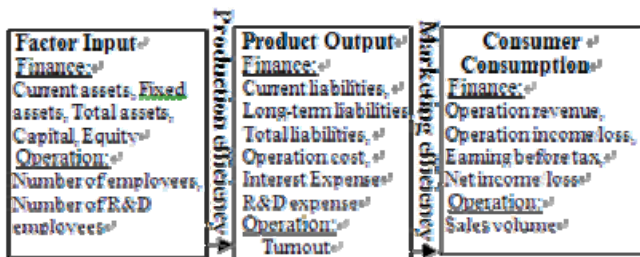 Factor Input
Finance:
Current assets, Fixed
assets, Total assets,
Capital, Equity
Operation:
Number of employees,
Number of R&D
employees
Production efficiency
Product Output
Finance:
Current liabilities,
Long-term liabilities
Total liabilities,
Operation cost,
Interest Expense
R&D expense
Operation:
Turnout
Marketing efficiency
Consumer
Consumption
Finance:
Operation revenue,
Operation income/loss,
Earning before tax,
Net income/loss
Operation:
Sales volume